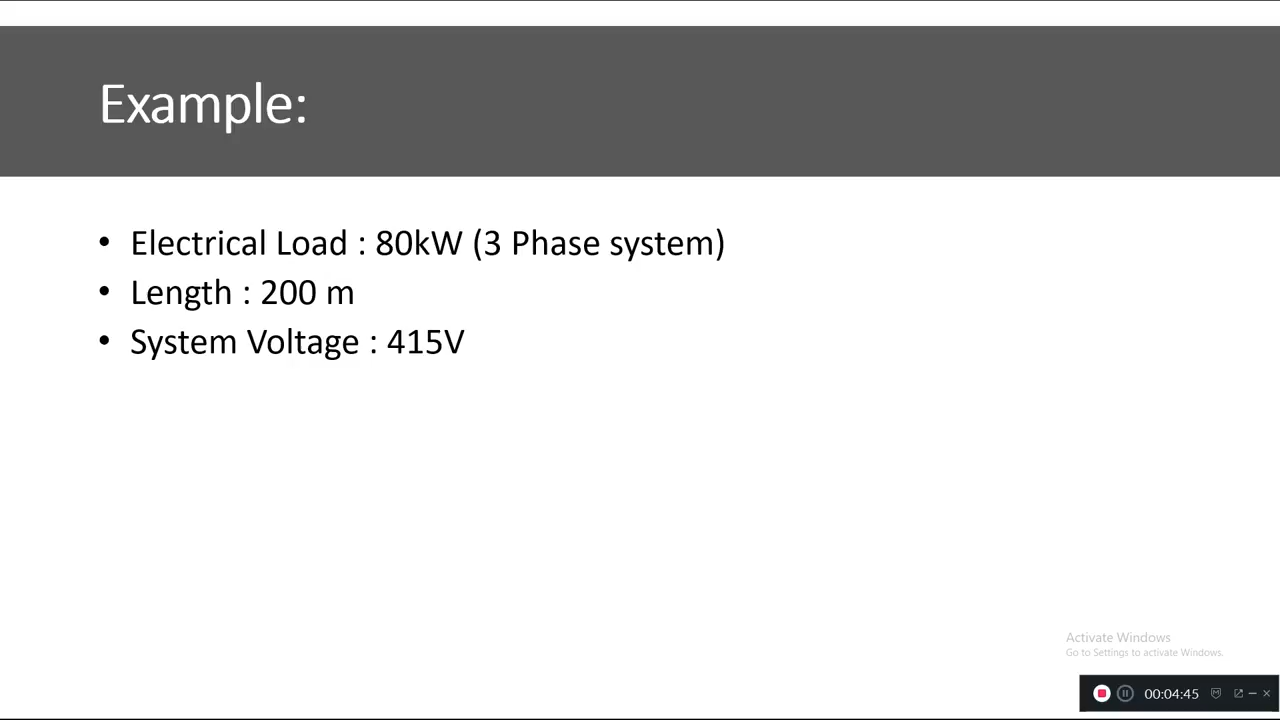 Example:
• Electrical Load : 80kW (3 Phase system)
• Length : 200 m
• System Voltage : 415V
Activate Windows
Go to Settings to activate Windows.
00:04:45